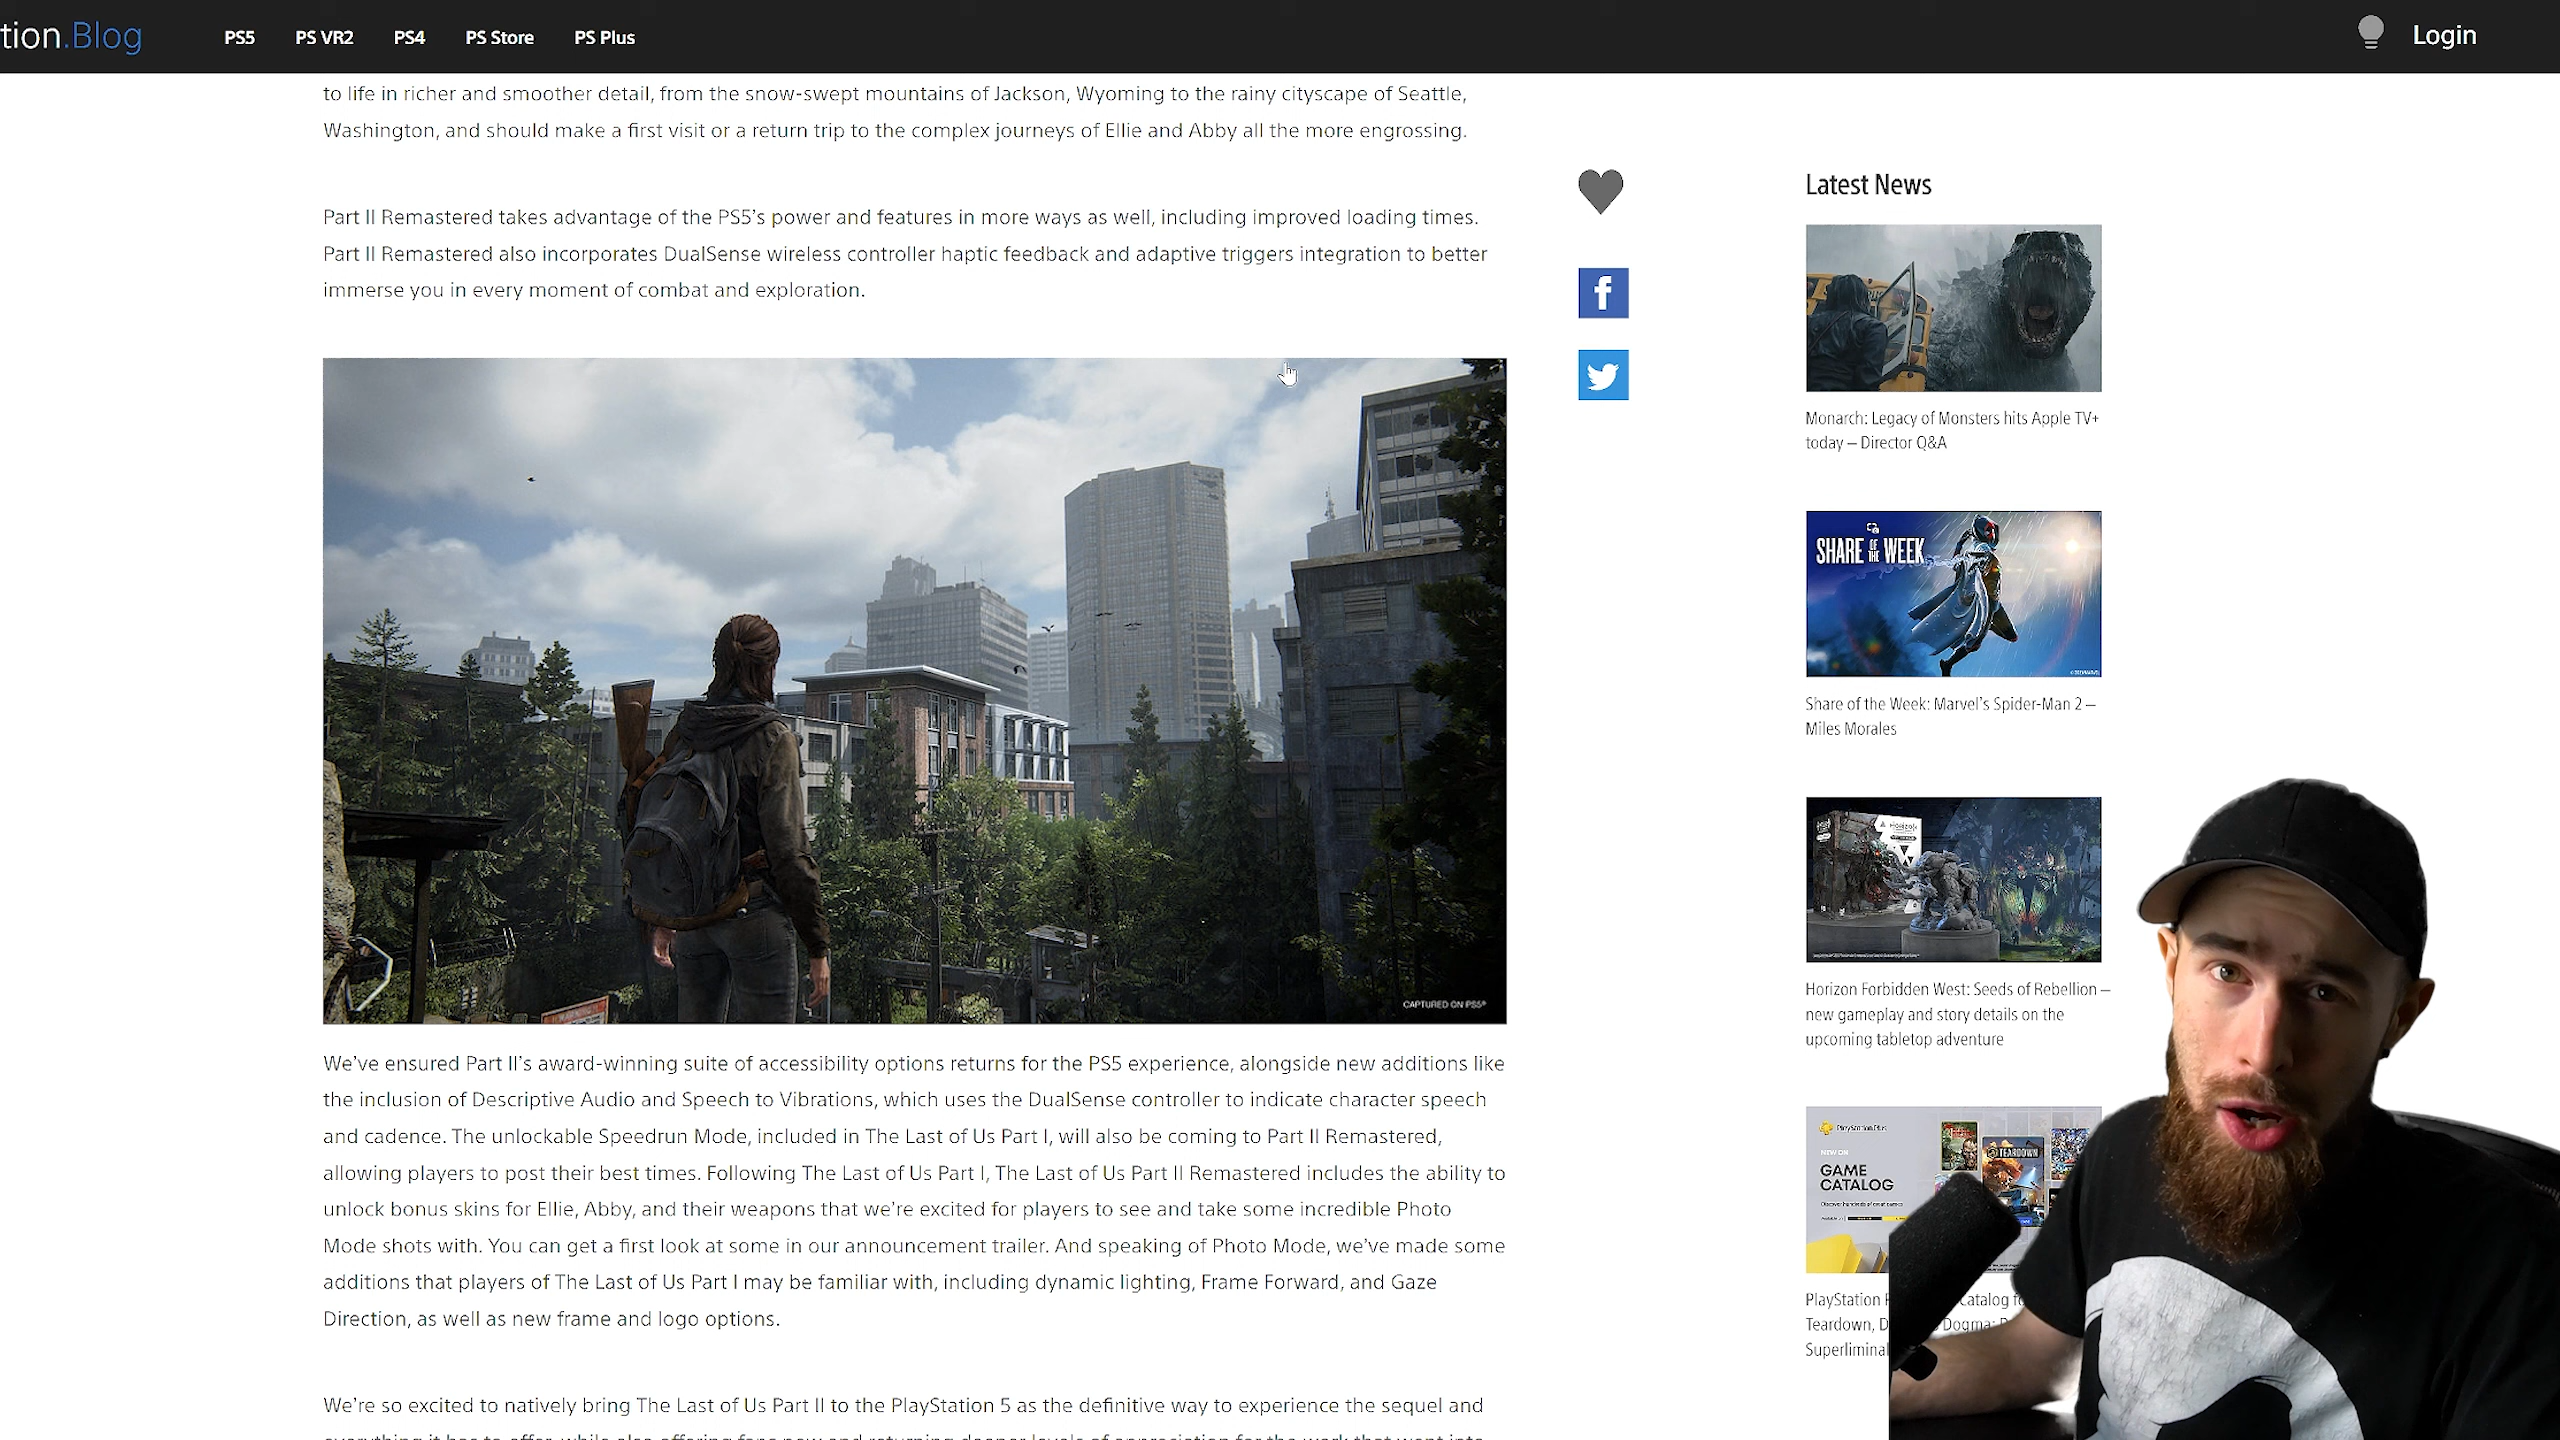 tion.Blog
PS5
PS VR2
PS4
PS Store
PS Plus
Login
to life in richer and smoother detail, from the snow-swept mountains of Jackson, Wyoming to the rainy cityscape of Seattle,
Washington, and should make a first visit or a return trip to the complex journeys of Ellie and Abby all the more engrossing.
Part II Remastered takes advantage of the PS5’s power and features in more ways as well, including improved loading times.
Part II Remastered also incorporates DualSense wireless controller haptic feedback and adaptive triggers integration to better
immerse you in every moment of combat and exploration.
CAPTURED ON PS5®
We’ve ensured Part II’s award-winning suite of accessibility options returns for the PS5 experience, alongside new additions like
the inclusion of Descriptive Audio and Speech to Vibrations, which uses the DualSense controller to indicate character speech
and cadence. The unlockable Speedrun Mode, included in The Last of Us Part I, will also be coming to Part II Remastered,
allowing players to post their best times. Following The Last of Us Part I, The Last of Us Part II Remastered includes the ability to
unlock bonus skins for Ellie, Abby, and their weapons that we’re excited for players to see and take some incredible Photo
Mode shots with. You can get a first look at some in our announcement trailer. And speaking of Photo Mode, we’ve made some
additions that players of The Last of Us Part I may be familiar with, including dynamic lighting, Frame Forward, and Gaze
Direction, as well as new frame and logo options.
We’re so excited to natively bring The Last of Us Part II to the PlayStation 5 as the definitive way to experience the sequel and
Latest News
Monarch: Legacy of Monsters hits Apple TV+
today – Director Q&A
SHARE OF THE WEEK
Share of the Week: Marvel’s Spider-Man 2 –
Miles Morales
HORIZON
Horizon Forbidden West: Seeds of Rebellion –
new gameplay and story details on the
upcoming tabletop adventure
PlayStation Plus
NEW ON
GAME
CATALOG
TEARDOWN
PlayStation
Catalog
Teardown,
Dogma:
Superliminal